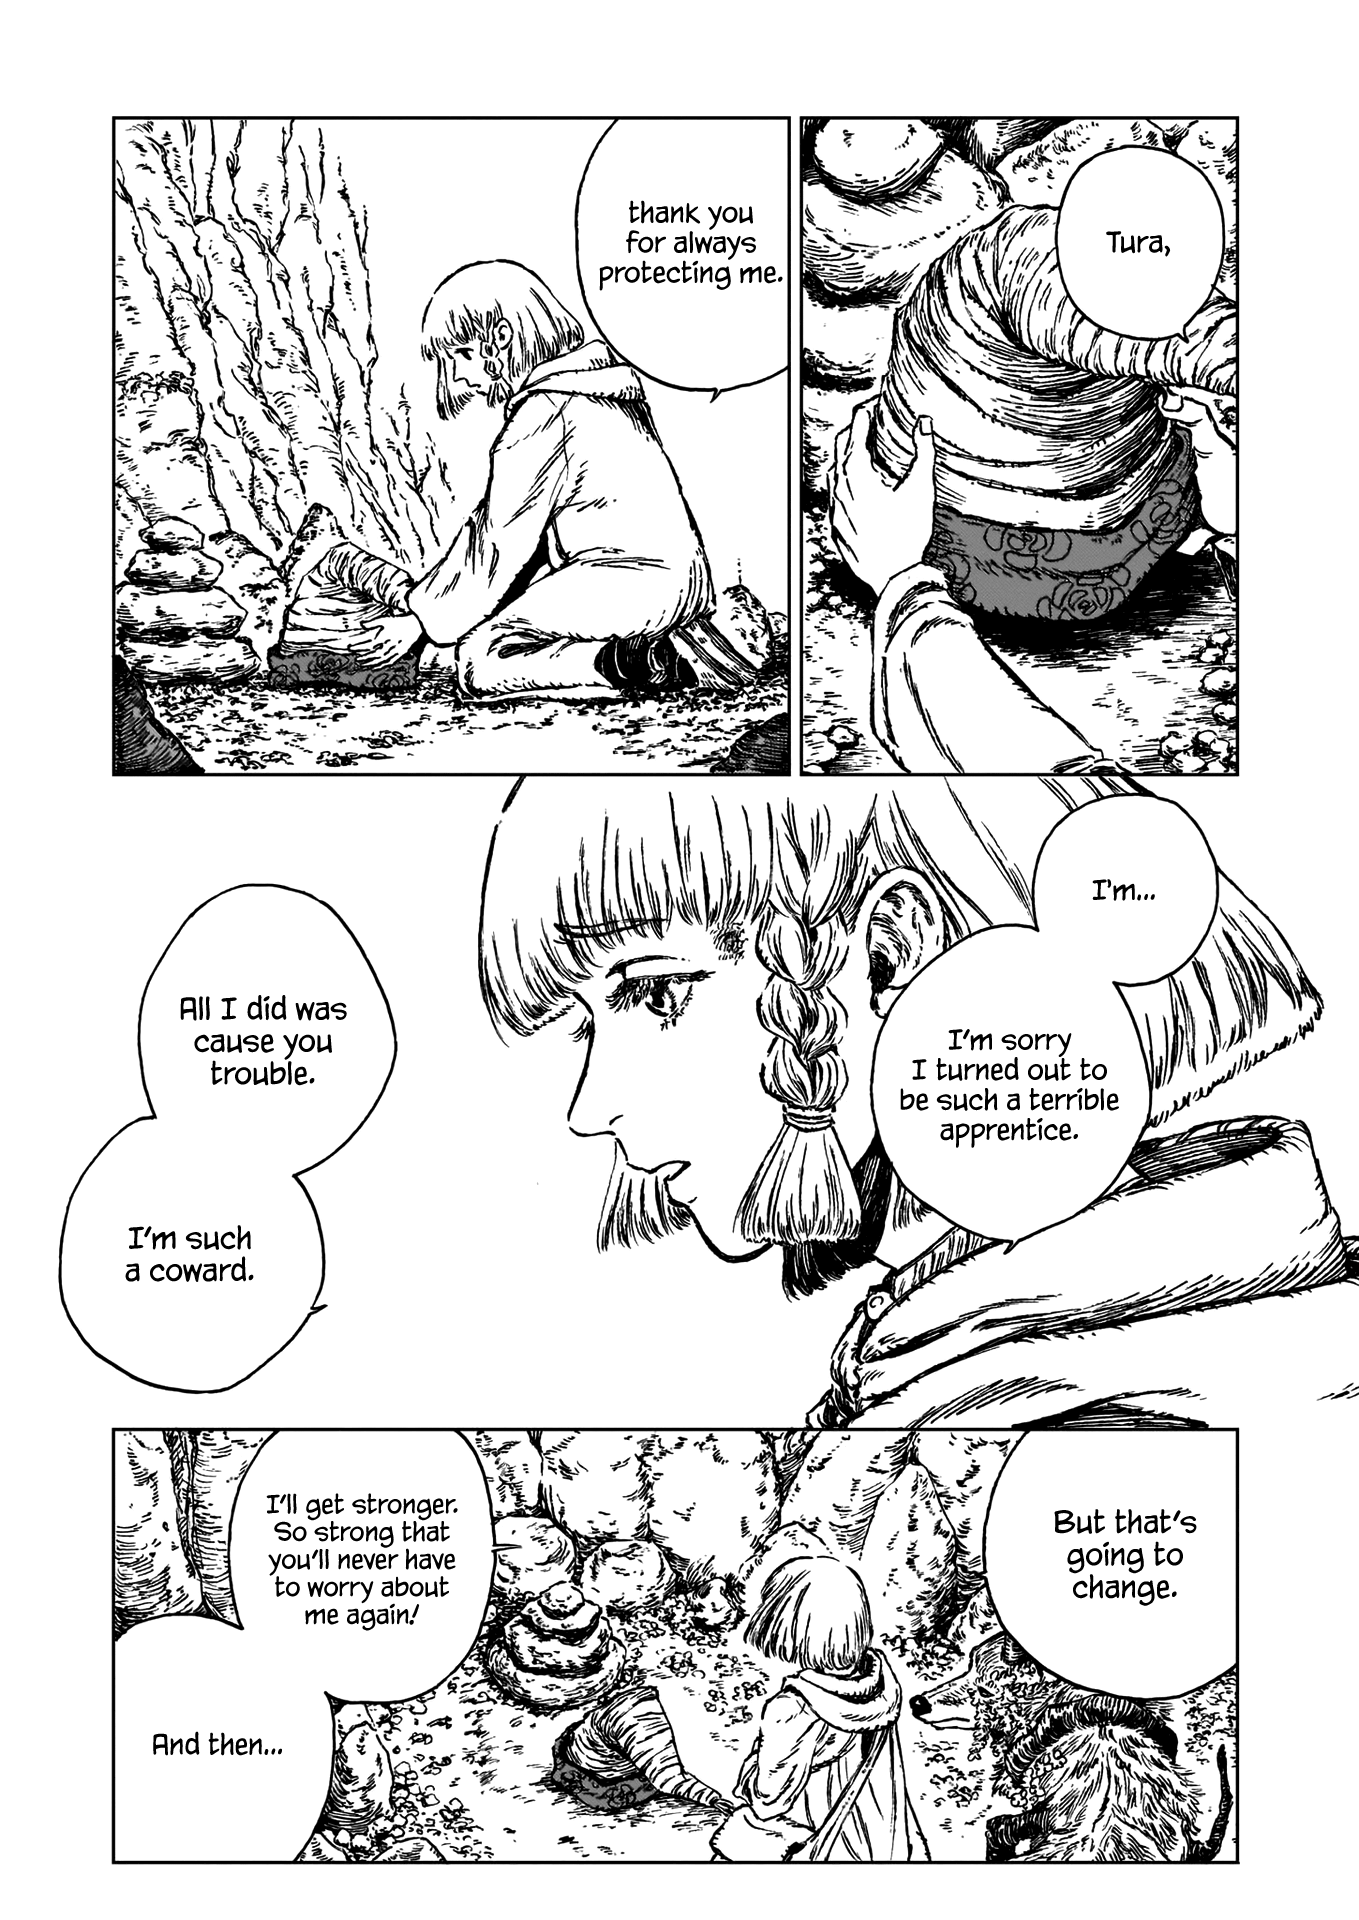 Tura,
thank you
for always
protecting me.
I'm...
I'm sorry
I turned out to
be such a terrible
apprentice.
All I did was
cause you
trouble.
I'm such
a coward.
But that's
going to
change.
I'll get stronger.
So strong that
you'll never have
to worry about
me again!
And then...